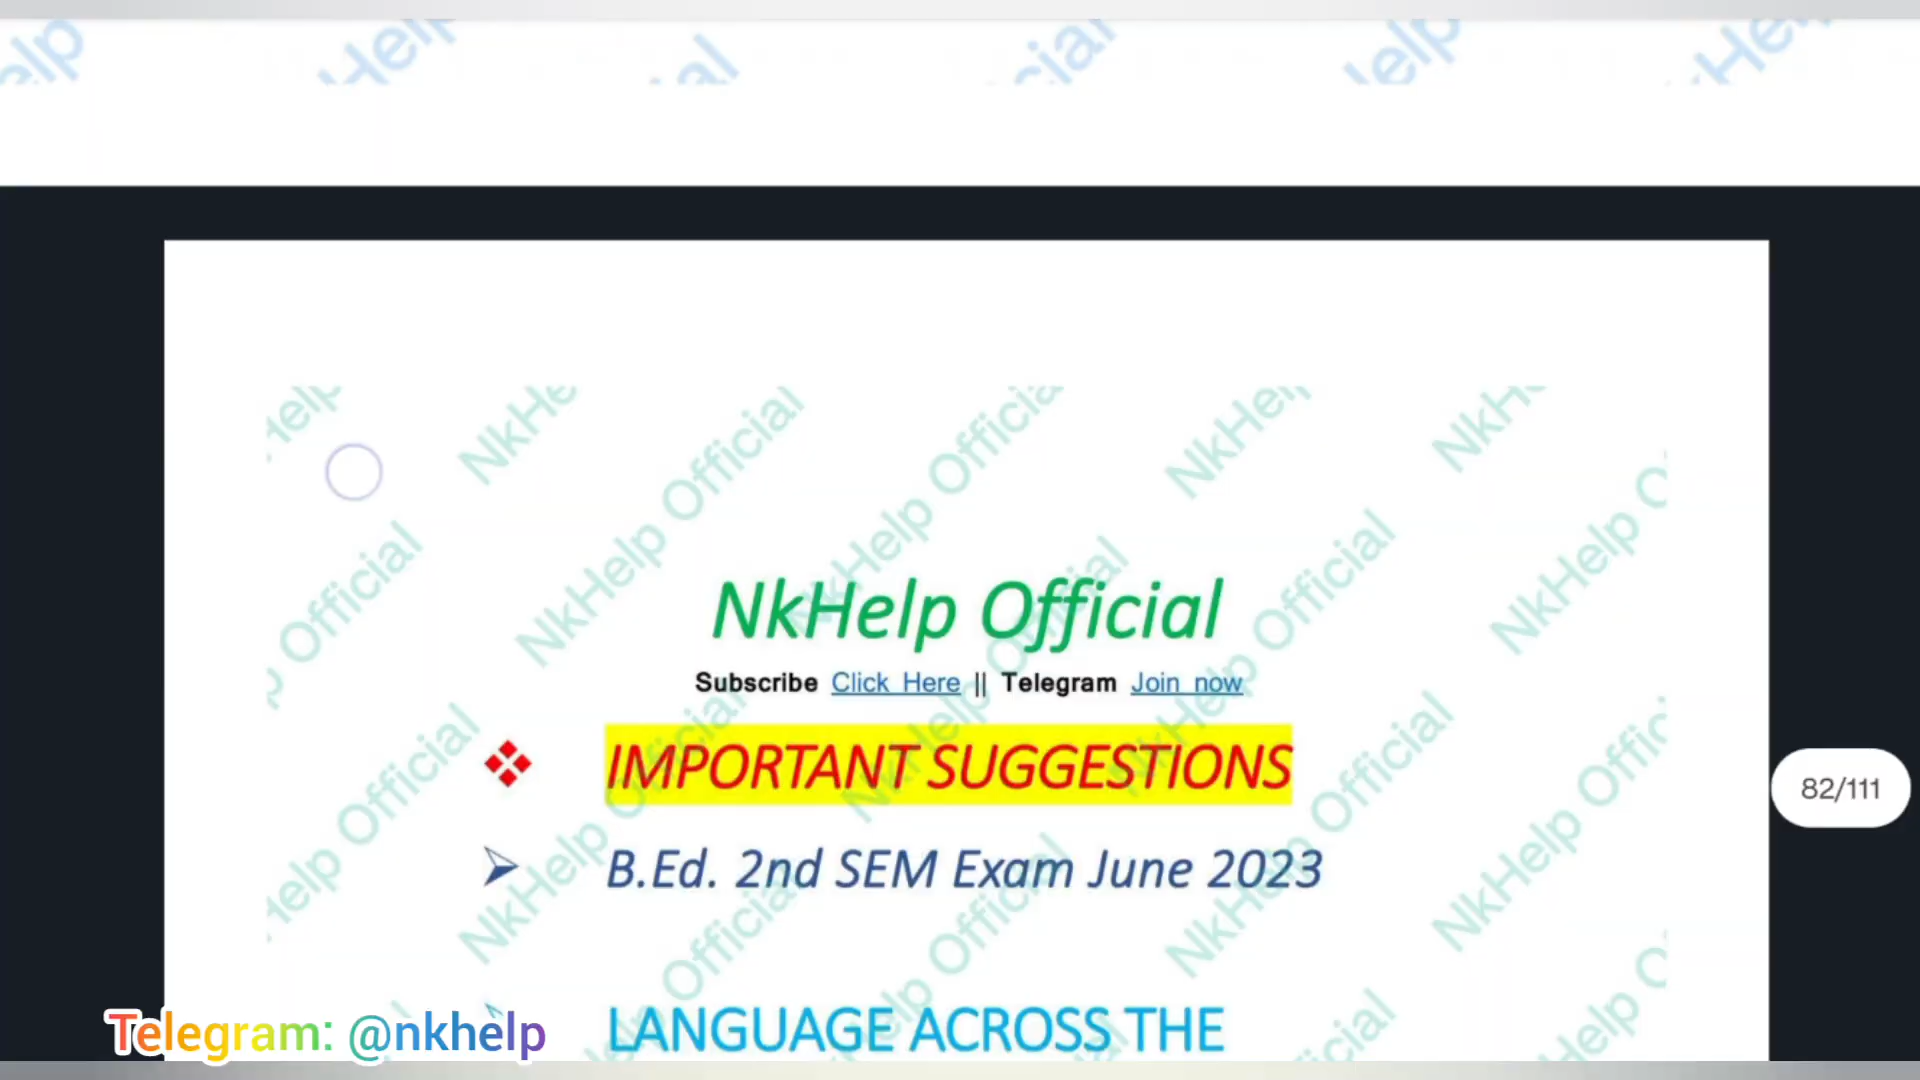 NkHelp Official
Subscribe Click Here || Telegram Join now
IMPORTANT SUGGESTIONS
B.Ed. 2nd SEM Exam June 2023
82/111
LANGUAGE ACROSS THE
Telegram: @nkhelp